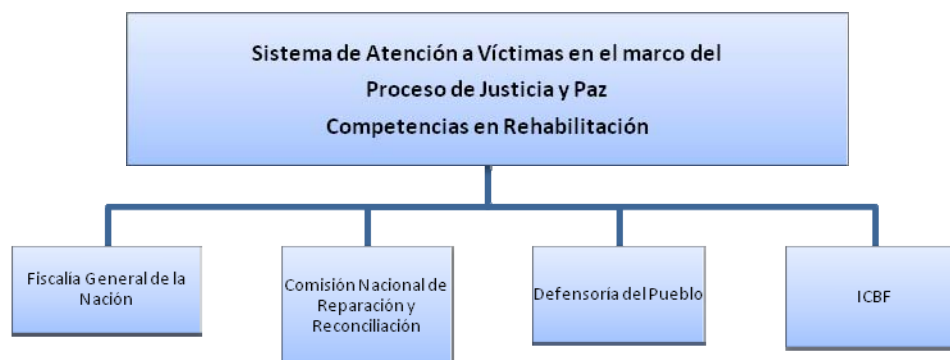 Sistema de Atención a Víctimas en el marco del
Proceso de Justicia y Paz
Competencias en Rehabilitación
Fiscalía General de la
Nación
Comisión Nacional de
Reparación y
Reconciliación
Defensoría del Pueblo
ICBF